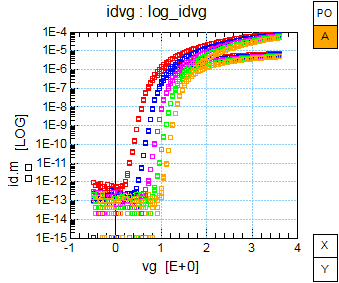 idvg : log_idvg
PO
A
1E-4
1E-5
1E-6
1E-7
1E-8
1E-9
1E-10
1E-11
1E-12
1E-13
1E-14
1E-15
id.m [LOG]
-1 0 1 2 3 4
vg [E+0]
X
Y